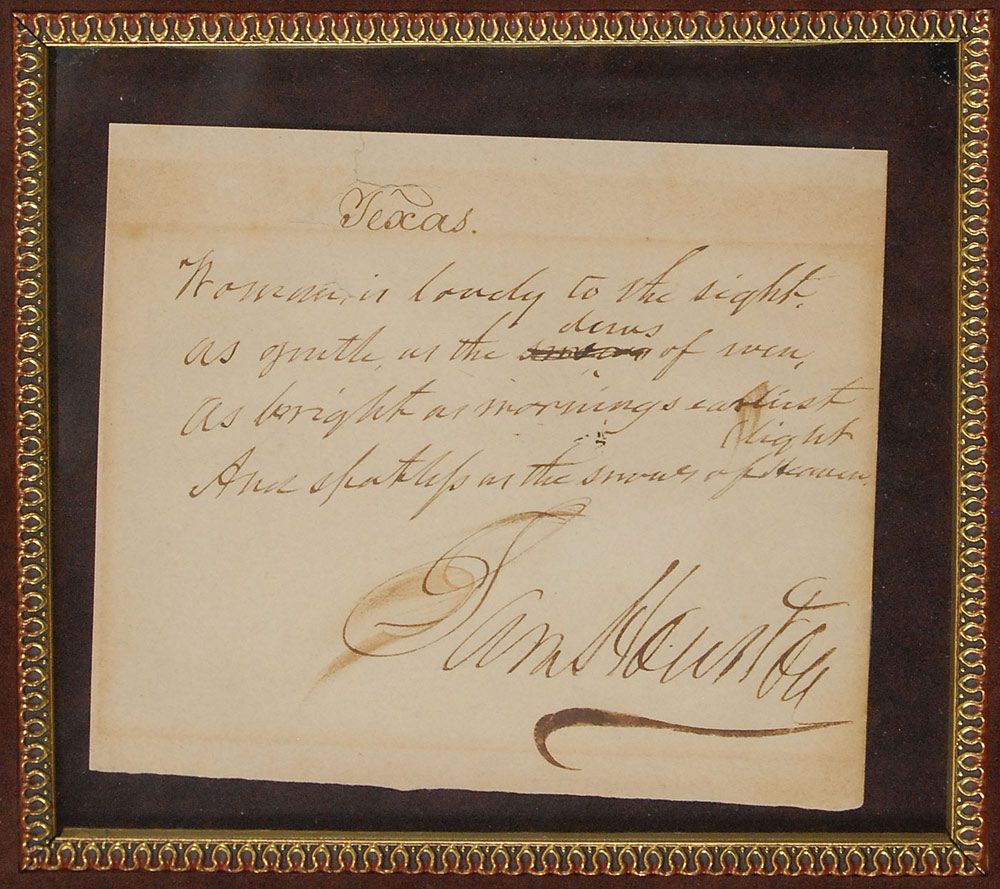 Texas.
Woman, is lovely to the sight.
dews
As gentle, as the of even,
As bright as mornings earliest
light
And spotless as the snows of Heaven.
Sam Houston